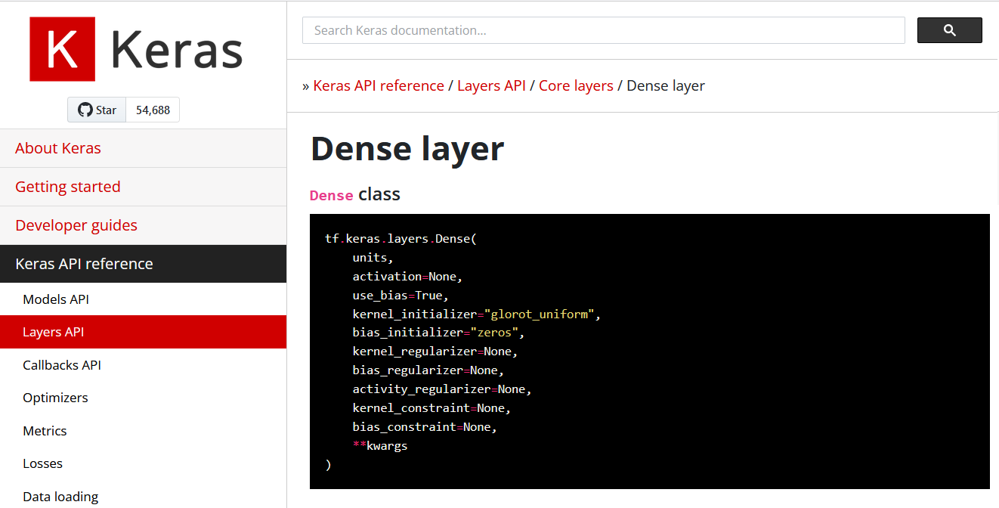 K Keras
Star 54,688
About Keras
Getting started
Developer guides
Keras API reference
Models API
Layers API
Callbacks API
Optimizers
Metrics
Losses
Data loading
Search Keras documentation...
» Keras API reference / Layers API / Core layers / Dense layer
Dense layer
Dense class
tf.keras.layers.Dense(
    units,
    activation=None,
    use_bias=True,
    kernel_initializer="glorot_uniform",
    bias_initializer="zeros",
    kernel_regularizer=None,
    bias_regularizer=None,
    activity_regularizer=None,
    kernel_constraint=None,
    bias_constraint=None,
    **kwargs
)